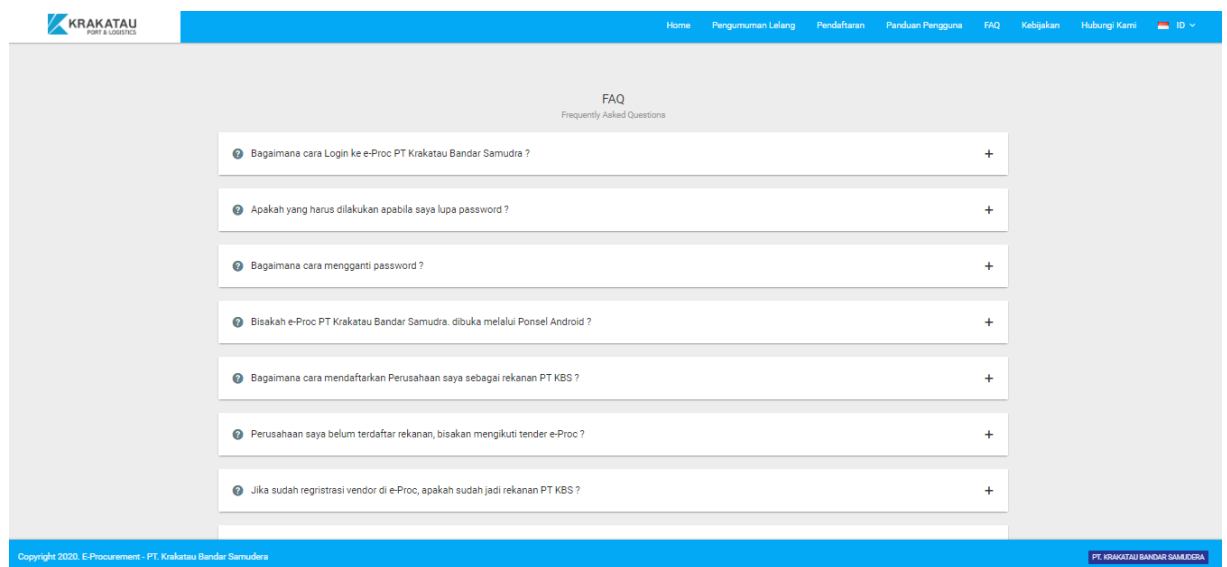 KRAKATAU
PORT & LOGISTICS
Home Pengumuman Lelang Pendaftaran Panduan Pengguna FAQ Kebijakan Hubungi Kami ID
FAQ
Frequently Asked Questions
Bagaimana cara Login ke e-Proc PT Krakatau Bandar Samudra ?
Apakah yang harus dilakukan apabila saya lupa password ?
Bagaimana cara mengganti password ?
Bisakah e-Proc PT Krakatau Bandar Samudra. dibuka melalui Ponsel Android ?
Bagaimana cara mendaftarkan Perusahaan saya sebagai rekanan PT KBS ?
Perusahaan saya belum terdaftar rekanan, bisakan mengikuti tender e-Proc ?
Jika sudah regristrasi vendor di e-Proc, apakah sudah jadi rekanan PT KBS ?
Copyright 2020. E-Procurement - PT. Krakatau Bandar Samudera
PT. KRAKATAU BANDAR SAMUDERA